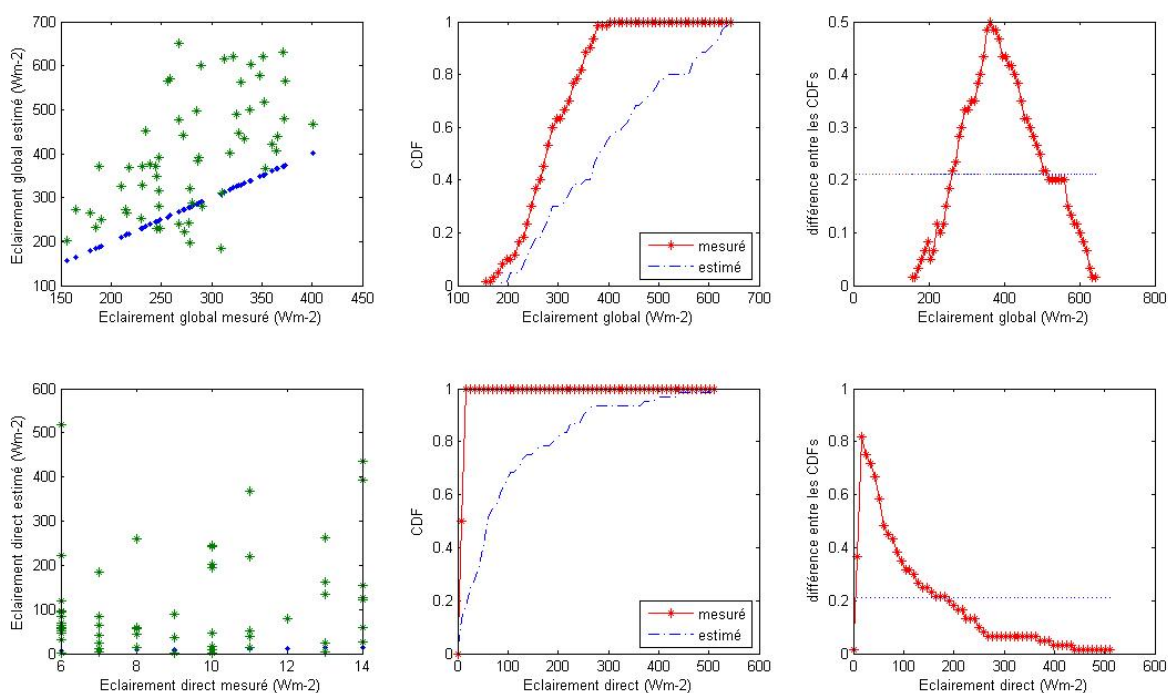 700
600
500
400
300
200
100
150 200 250 300 350 400 450
Eclairement global estimé (Wm-2)
Eclairement global mesuré (Wm-2)
1
0.8
0.6
0.4
0.2
0
100 200 300 400 500 600 700
CDF
Eclairement global (Wm-2)
mesuré
estimé
0.5
0.4
0.3
0.2
0.1
0
0 200 400 600 800
différence entre les CDFs
Eclairement global (Wm-2)
600
500
400
300
200
100
0
6 8 10 12 14
Eclairement direct estimé (Wm-2)
Eclairement direct mesuré (Wm-2)
1
0.8
0.6
0.4
0.2
0
0 100 200 300 400 500 600
CDF
Eclairement direct (Wm-2)
mesuré
estimé
1
0.8
0.6
0.4
0.2
0
0 100 200 300 400 500 600
différence entre les CDFs
Eclairement direct (Wm-2)